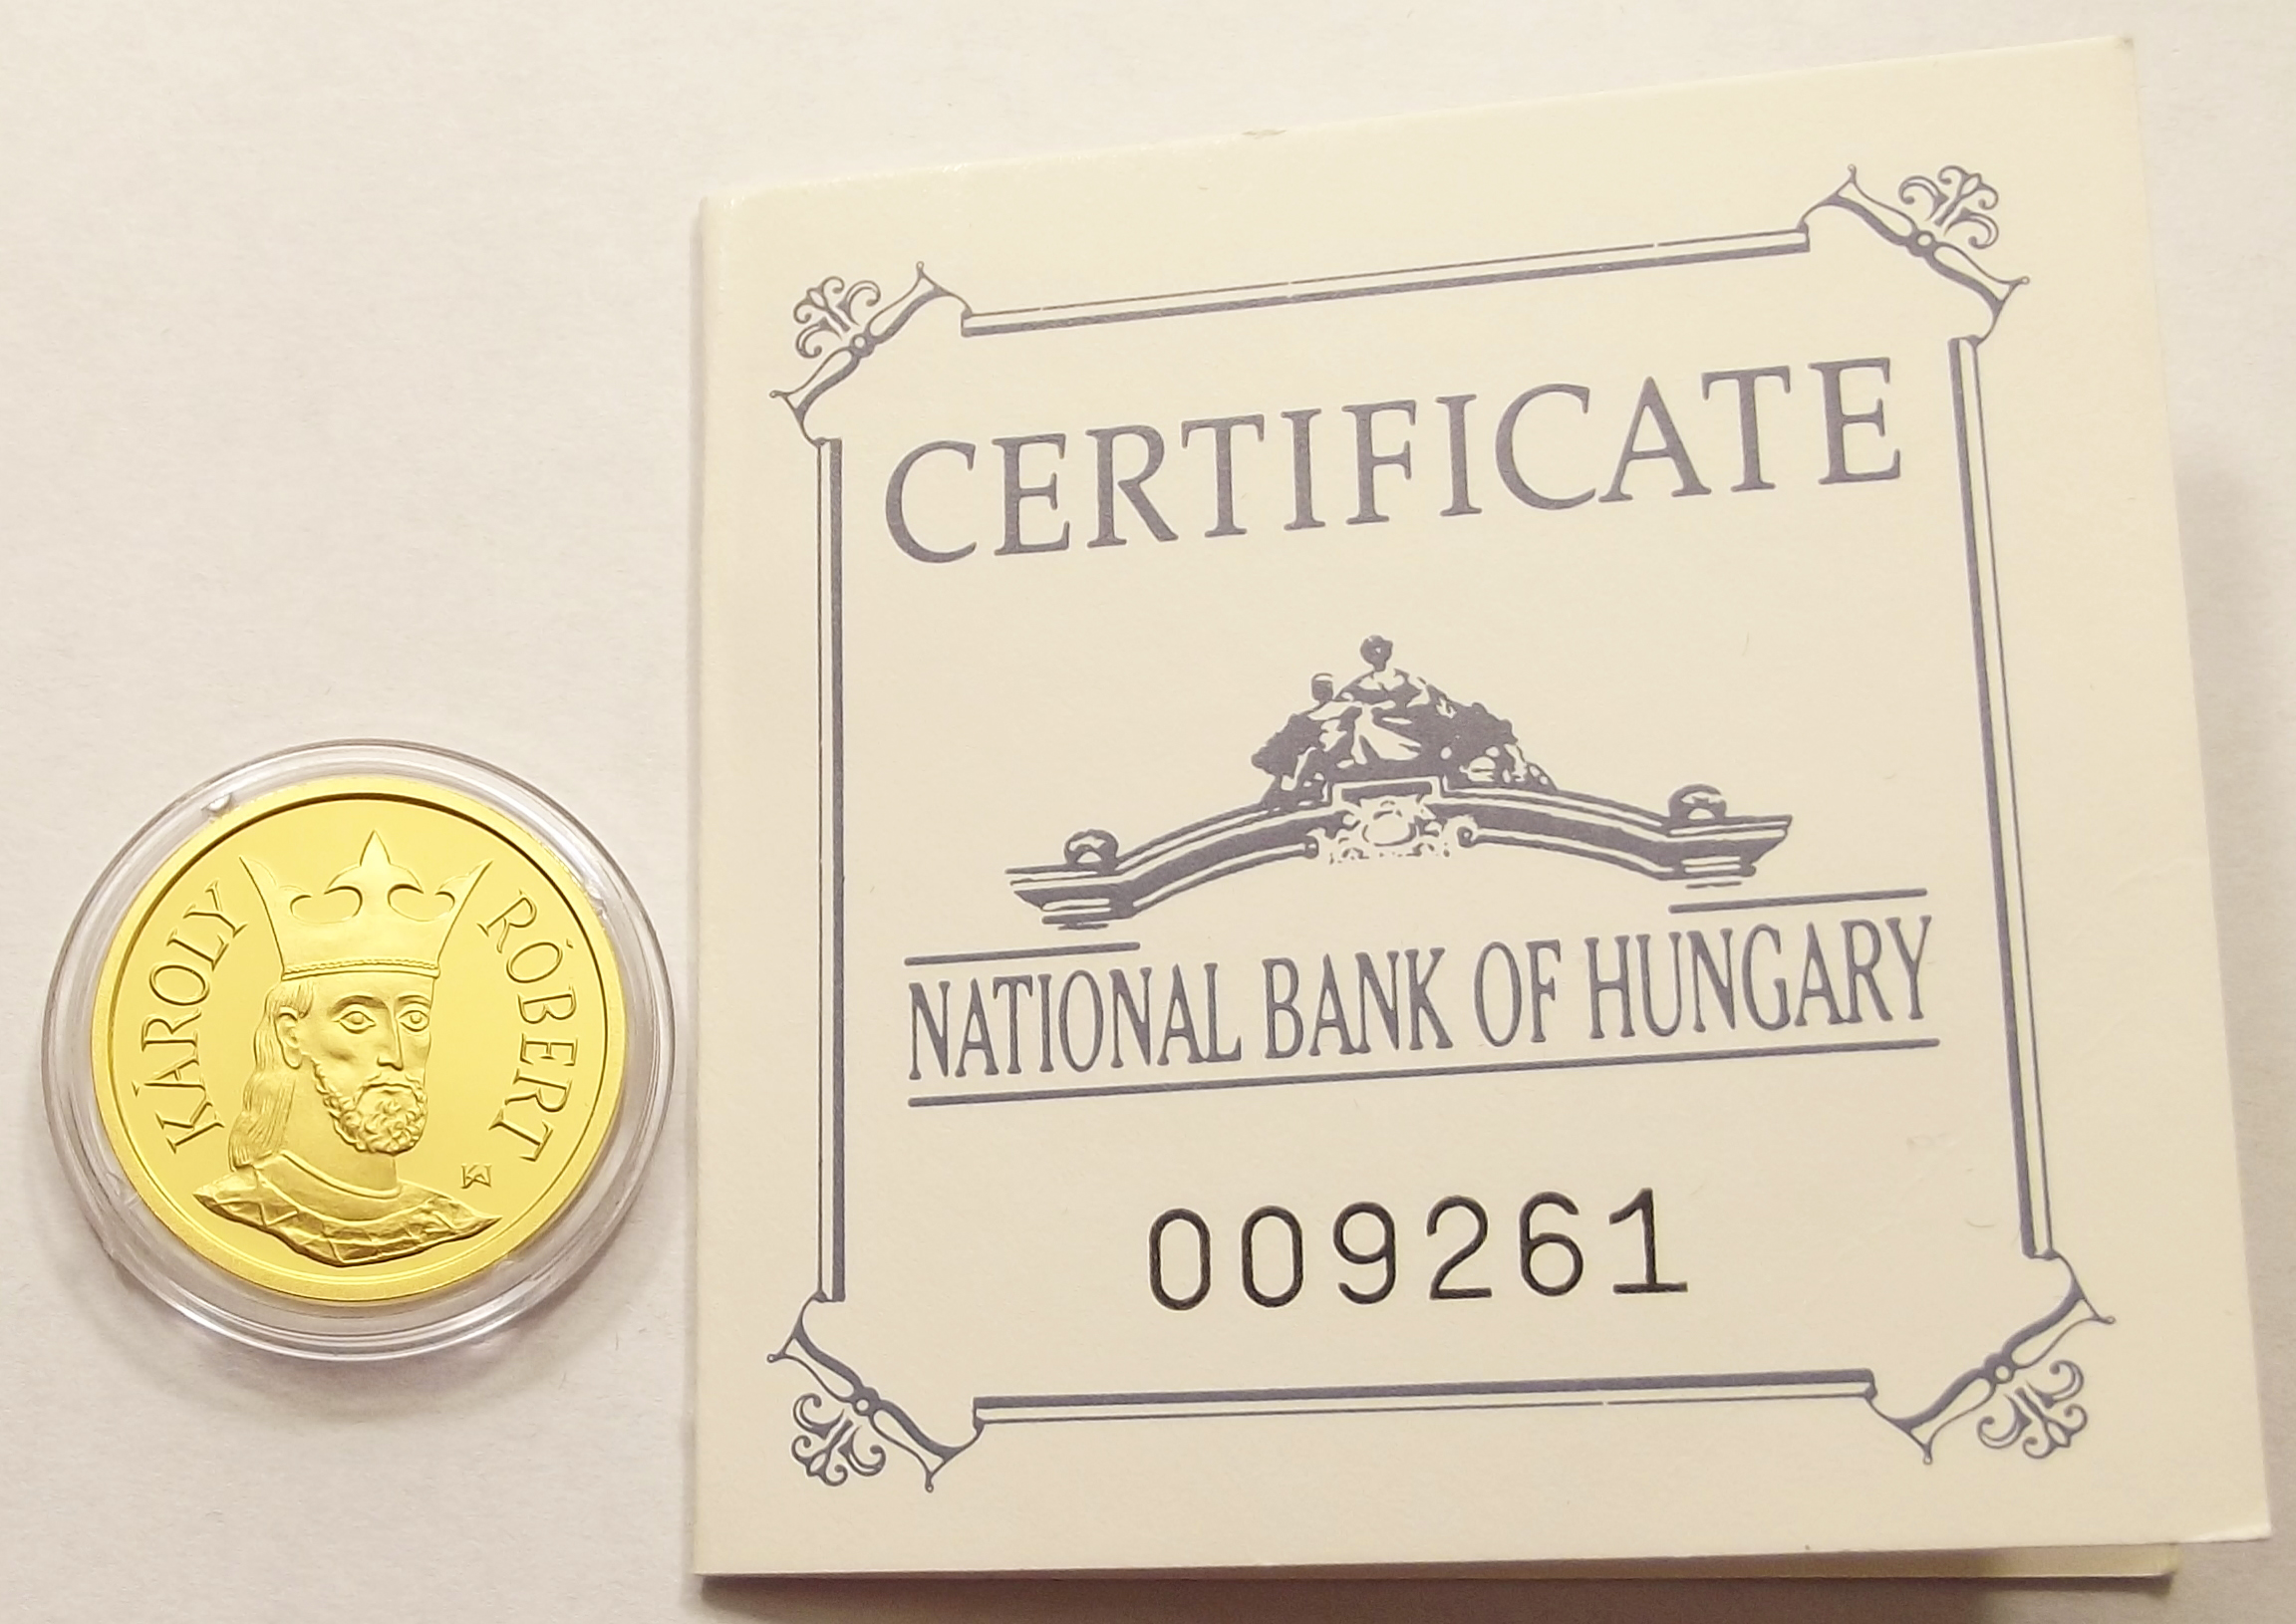 KÁROLY RÓBERT
CERTIFICATE
NATIONAL BANK OF HUNGARY
009261